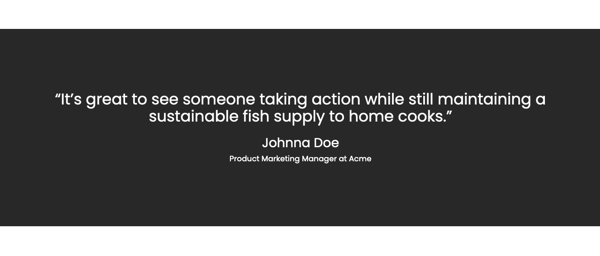 “It’s great to see someone taking action while still maintaining a
sustainable fish supply to home cooks.”
Johnna Doe
Product Marketing Manager at Acme